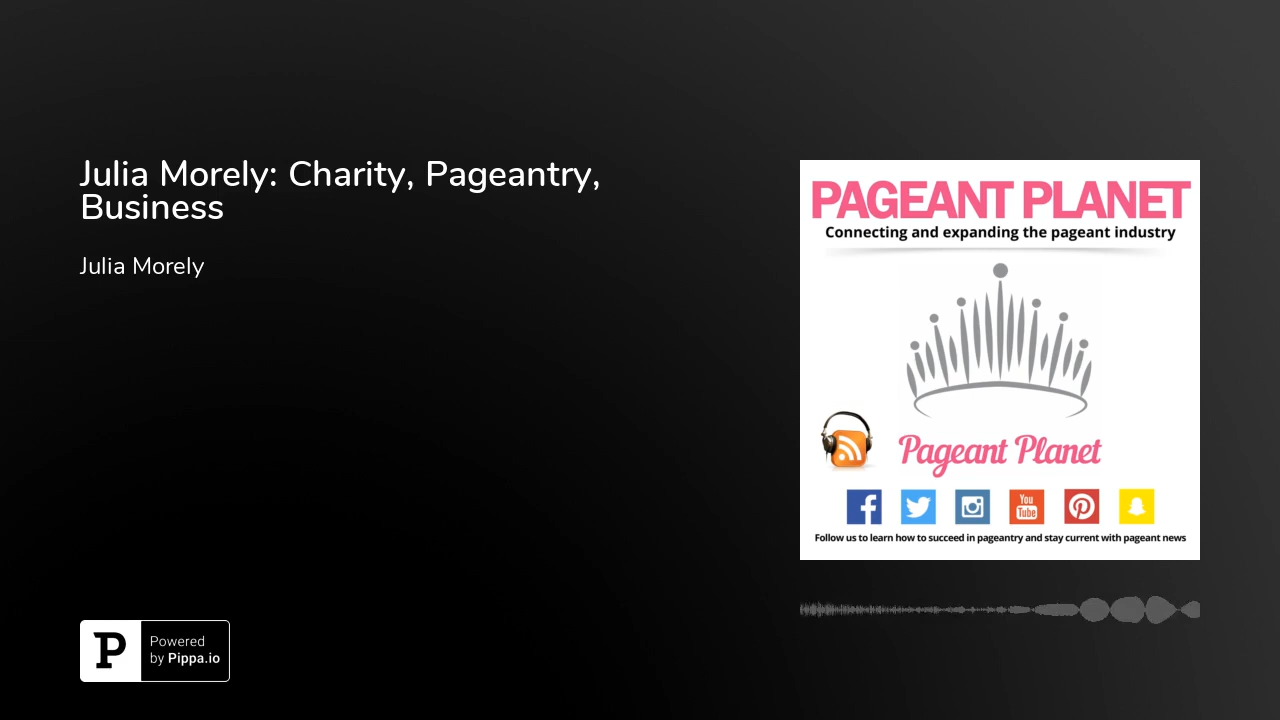 Julia Morely: Charity, Pageantry,
Business
Julia Morely
PAGEANT PLANET
Connecting and expanding the pageant industry
Pageant Planet
You
Tube
Follow us to learn how to succeed in pageantry and stay current with pageant news
P
Powered
by Pippa.io